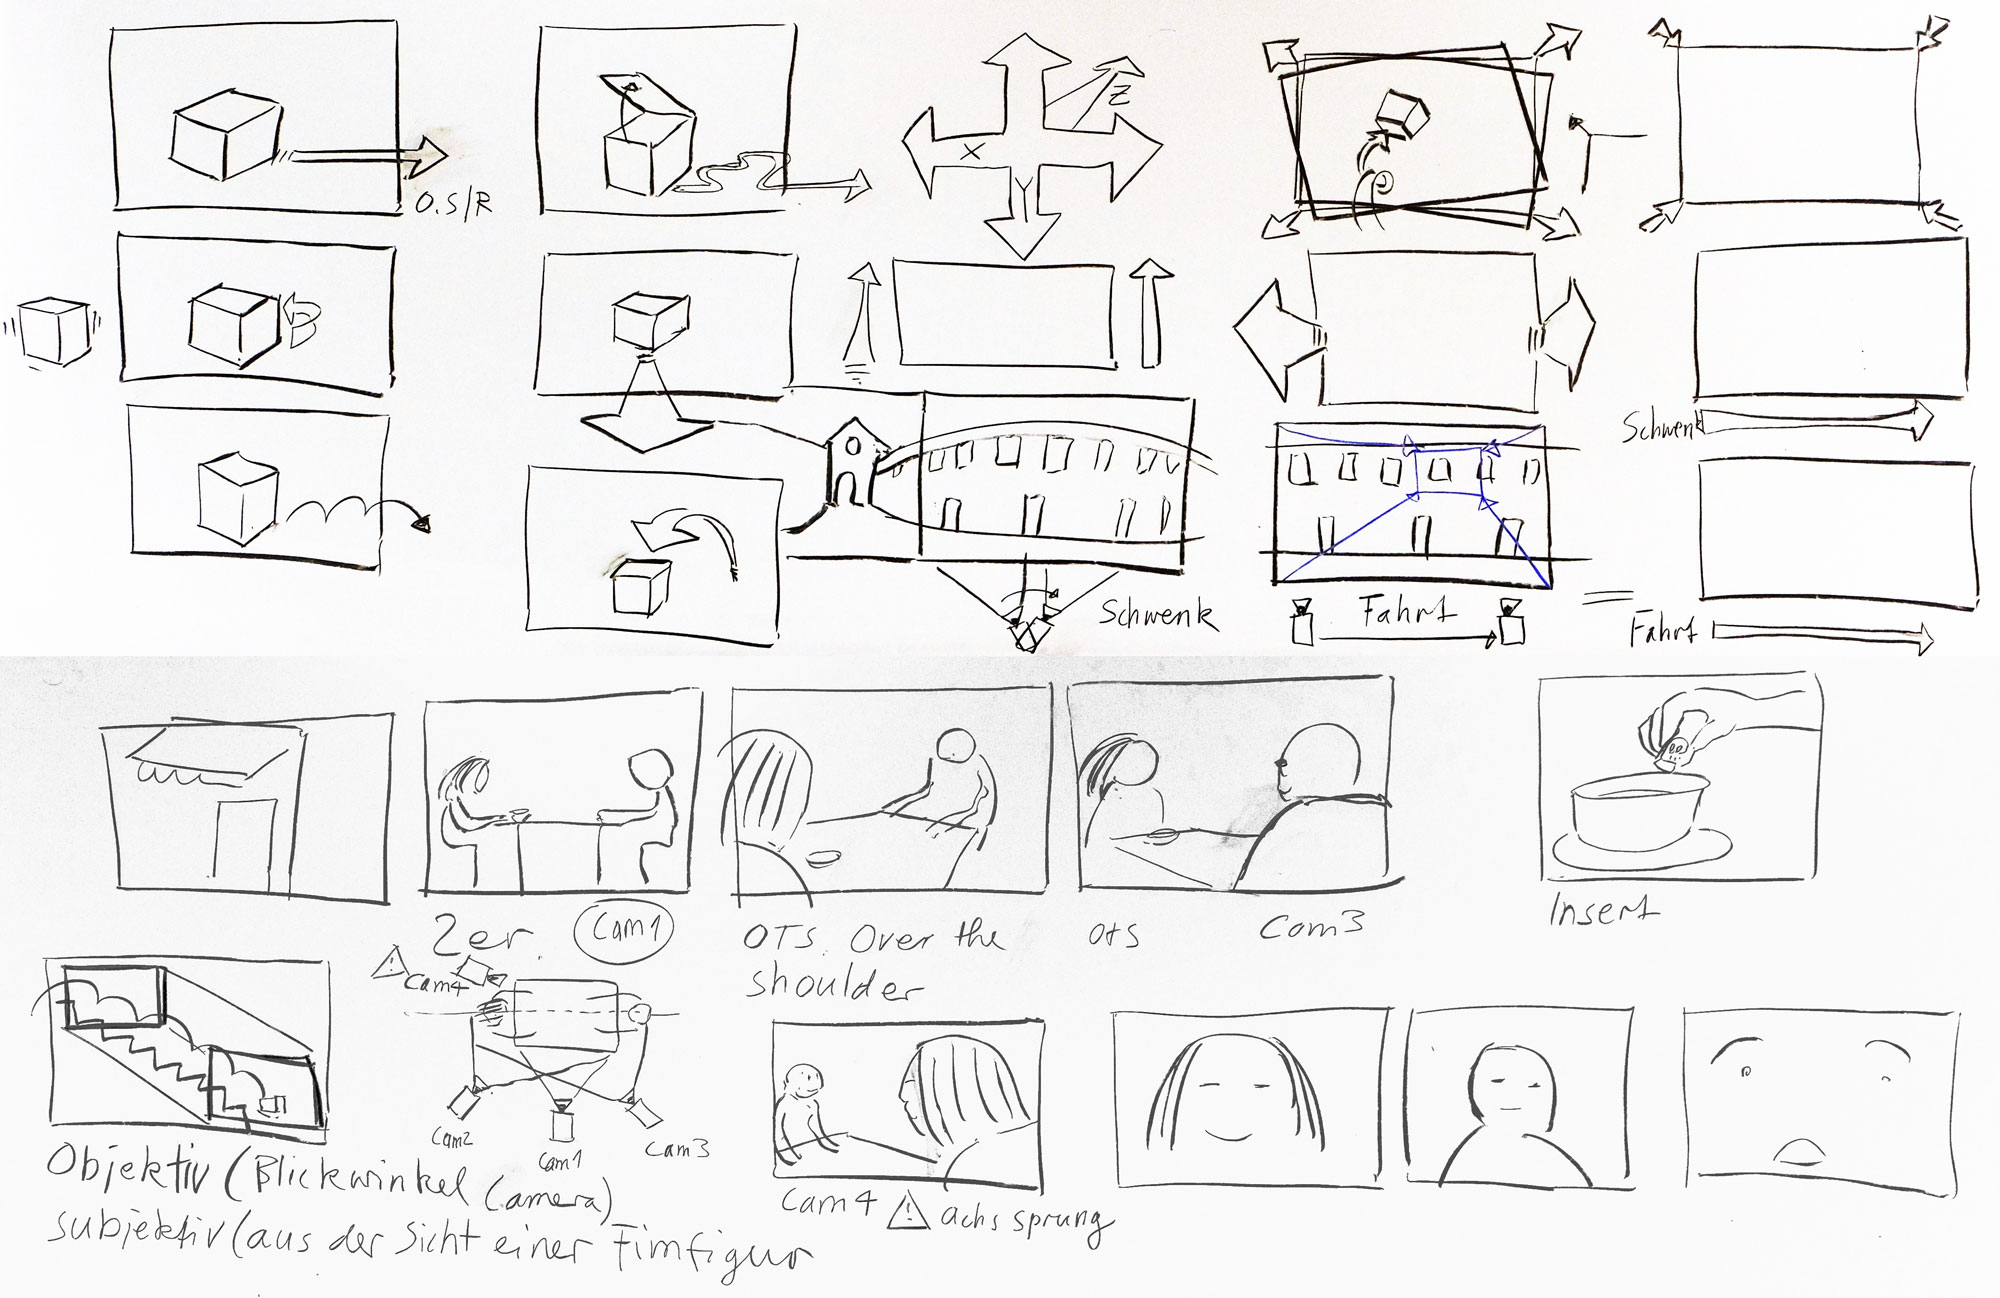 O.S/R
X
Y
Z
Schwenk
Schwenk
Fahrt
Fahrt
2er
Cam1
OTS. Over the
shoulder
OTS
Cam3
Insert
Cam4
Cam2
Cam1
Cam3
Objektiv (Blickwinkel Camera)
subjektiv (aus der Sicht einer Fimfigur
Cam4 ! achs sprung